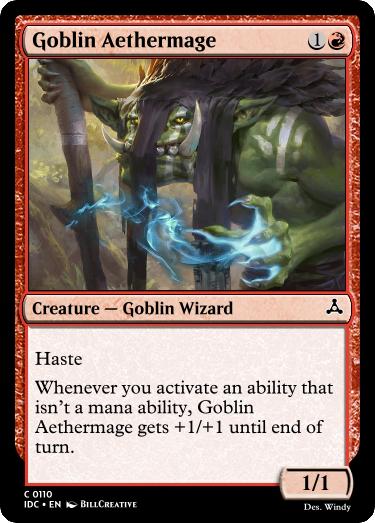 Goblin Aethermage 1
Creature — Goblin Wizard
Haste
Whenever you activate an ability that
isn't a mana ability, Goblin
Aethermage gets +1/+1 until end of
turn.
1/1
C 0110
IDC • EN BillCreative
Des. Windy